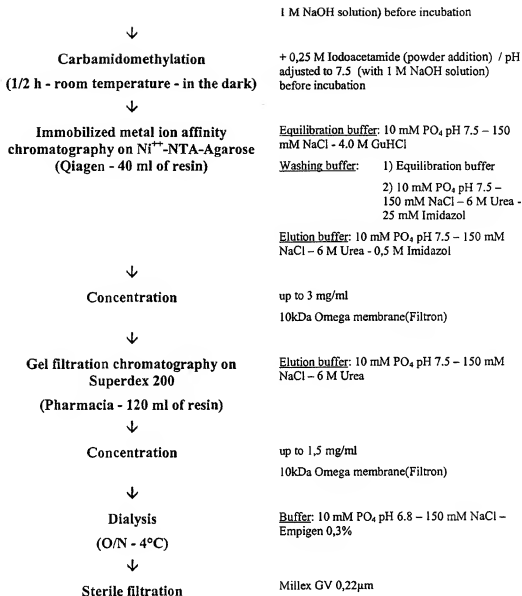 1 M NaOH solution) before incubation
↓
Carbamidomethylation
(1/2 h - room temperature - in the dark)
+ 0,25 M Iodoacetamide (powder addition) / pH
adjusted to 7.5 (with 1 M NaOH solution)
before incubation
↓
Immobilized metal ion affinity
chromatography on Ni++-NTA-Agarose
(Qiagen - 40 ml of resin)
Equilibration buffer: 10 mM PO4 pH 7.5 – 150
mM NaCl - 4.0 M GuHCl
Washing buffer: 1) Equilibration buffer
2) 10 mM PO4 pH 7.5 –
150 mM NaCl – 6 M Urea -
25 mM Imidazol
Elution buffer: 10 mM PO4 pH 7.5 – 150 mM
NaCl – 6 M Urea - 0,5 M Imidazol
↓
Concentration
up to 3 mg/ml
10kDa Omega membrane(Filtron)
↓
Gel filtration chromatography on
Superdex 200
(Pharmacia - 120 ml of resin)
Elution buffer: 10 mM PO4 pH 7.5 – 150 mM
NaCl – 6 M Urea
↓
Concentration
up to 1,5 mg/ml
10kDa Omega membrane(Filtron)
↓
Dialysis
(O/N - 4°C)
Buffer: 10 mM PO4 pH 6.8 – 150 mM NaCl –
Empigen 0,3%
↓
Sterile filtration
Millex GV 0,22µm